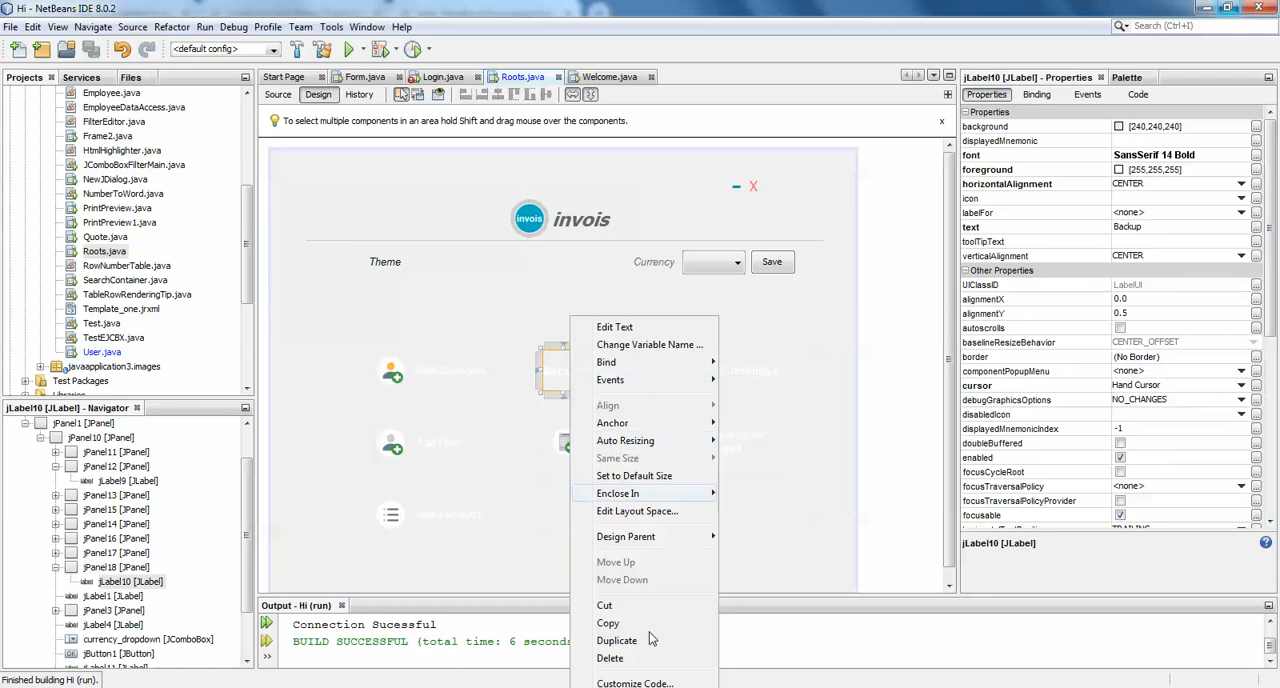 Hi - NetBeans IDE 8.0.2
File Edit View Navigate Source Refactor Run Debug Profile Team Tools Window Help
Search (Ctrl+I)
<default config>
Projects Services Files
Start Page Form.java Login.java Roots.java Welcome.java
jLabel10 [JLabel] - Properties Palette
Source Design History
Properties Binding Events Code
To select multiple components in an area hold Shift and drag mouse over the components.
x
Employee.java
EmployeeDataAccess.java
FilterEditor.java
Frame2.java
HtmlHighlighter.java
JComboBoxFilterMain.java
NewJDialog.java
NumberToWord.java
PrintPreview.java
PrintPreview1.java
Quote.java
Roots.java
RowNumberTable.java
SearchContainer.java
TableRowRenderingTip.java
Template_one.jrxml
Test.java
TestEJCBX.java
User.java
javaapplication3.images
Test Packages
Libraries
jLabel10 [JLabel] - Navigator
jPanel1 [JPanel]
jPanel10 [JPanel]
jPanel11 [JPanel]
jPanel12 [JPanel]
label jLabel9 [JLabel]
jPanel13 [JPanel]
jPanel15 [JPanel]
jPanel14 [JPanel]
jPanel16 [JPanel]
jPanel17 [JPanel]
jPanel18 [JPanel]
label jLabel10 [JLabel]
label jLabel1 [JLabel]
jPanel3 [JPanel]
label jLabel4 [JLabel]
currency_dropdown [JComboBox]
OK jButton1 [JButton]
label jLabel11 [JLabel]
X
invois invois
Theme
Currency
Save
Edit Text
Change Variable Name ...
Bind
Events
Align
Anchor
Auto Resizing
Same Size
Set to Default Size
Enclose In
Edit Layout Space...
Design Parent
Move Up
Move Down
Cut
Copy
Duplicate
Delete
Customize Code...
Properties
background [240,240,240]
displayedMnemonic
font SansSerif 14 Bold
foreground [255,255,255]
horizontalAlignment CENTER
icon
labelFor <none>
text Backup
toolTipText
verticalAlignment CENTER
Other Properties
UIClassID LabelUI
alignmentX 0.0
alignmentY 0.5
autoscrolls
baselineResizeBehavior CENTER_OFFSET
border (No Border)
componentPopupMenu <none>
cursor Hand Cursor
debugGraphicsOptions NO_CHANGES
disabledIcon
displayedMnemonicIndex -1
doubleBuffered
enabled
focusCycleRoot
focusTraversalPolicy <none>
focusTraversalPolicyProvider
focusable
jLabel10 [JLabel]
Output - Hi (run)
Connection Sucessful
BUILD SUCCESSFUL (total time: 6 seconds
Finished building Hi (run).